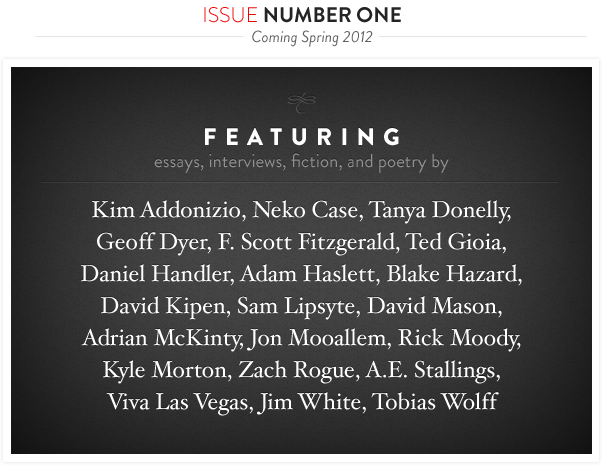 ISSUE NUMBER ONE
Coming Spring 2012
FEATURING
essays, interviews, fiction, and poetry by
Kim Addonizio, Neko Case, Tanya Donelly,
Geoff Dyer, F. Scott Fitzgerald, Ted Gioia,
Daniel Handler, Adam Haslett, Blake Hazard,
David Kipen, Sam Lipsyte, David Mason,
Adrian McKinty, Jon Mooallem, Rick Moody,
Kyle Morton, Zach Rogue, A.E. Stallings,
Viva Las Vegas, Jim White, Tobias Wolff